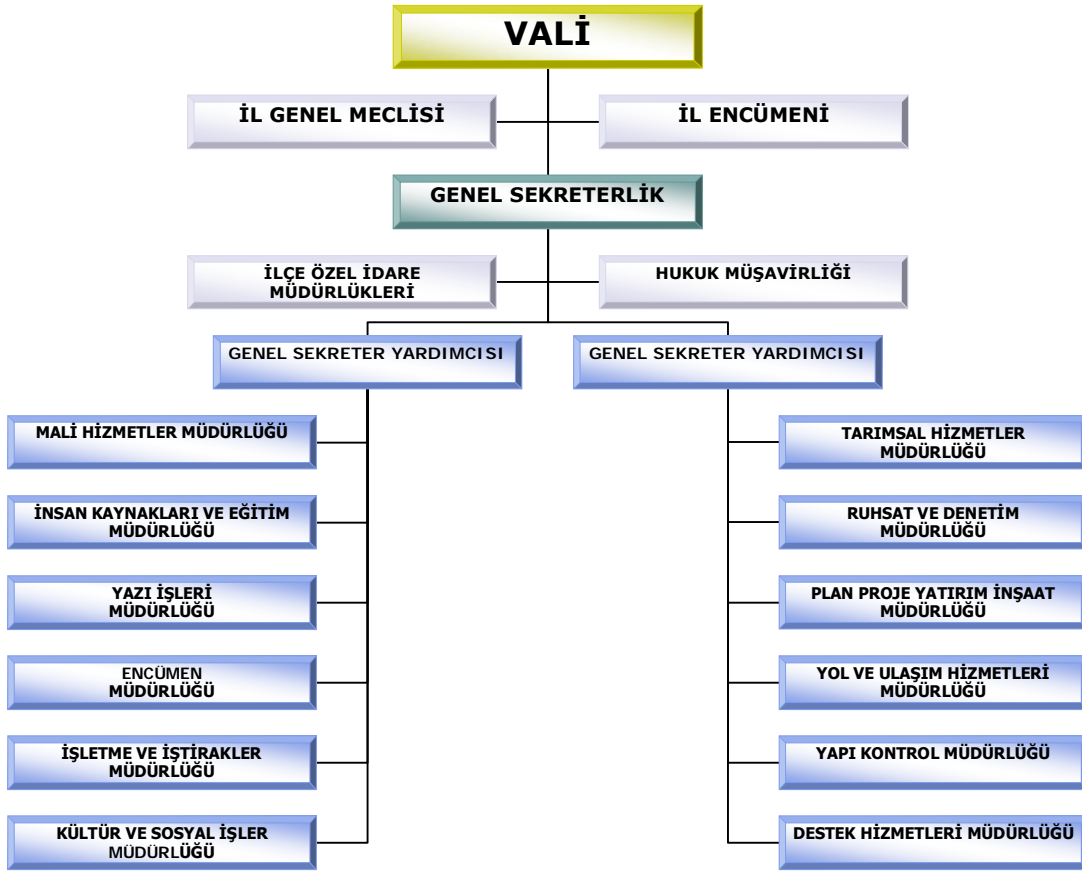 VALİ
İL GENEL MECLİSİ
İL ENCÜMENİ
GENEL SEKRETERLİK
İLÇE ÖZEL İDARE
MÜDÜRLÜKLERİ
HUKUK MÜŞAVİRLİĞİ
GENEL SEKRETER YARDIMCISI
GENEL SEKRETER YARDIMCISI
MALİ HİZMETLER MÜDÜRLÜĞÜ
İNSAN KAYNAKLARI VE EĞİTİM
MÜDÜRLÜĞÜ
YAZI İŞLERİ
MÜDÜRLÜĞÜ
ENCÜMEN
MÜDÜRLÜĞÜ
İŞLETME VE İŞTİRAKLER
MÜDÜRLÜĞÜ
KÜLTÜR VE SOSYAL İŞLER
MÜDÜRLÜĞÜ
TARIMSAL HİZMETLER
MÜDÜRLÜĞÜ
RUHSAT VE DENETİM
MÜDÜRLÜĞÜ
PLAN PROJE YATIRIM İNŞAAT
MÜDÜRLÜĞÜ
YOL VE ULAŞIM HİZMETLERİ
MÜDÜRLÜĞÜ
YAPI KONTROL MÜDÜRLÜĞÜ
DESTEK HİZMETLERİ MÜDÜRLÜĞÜ